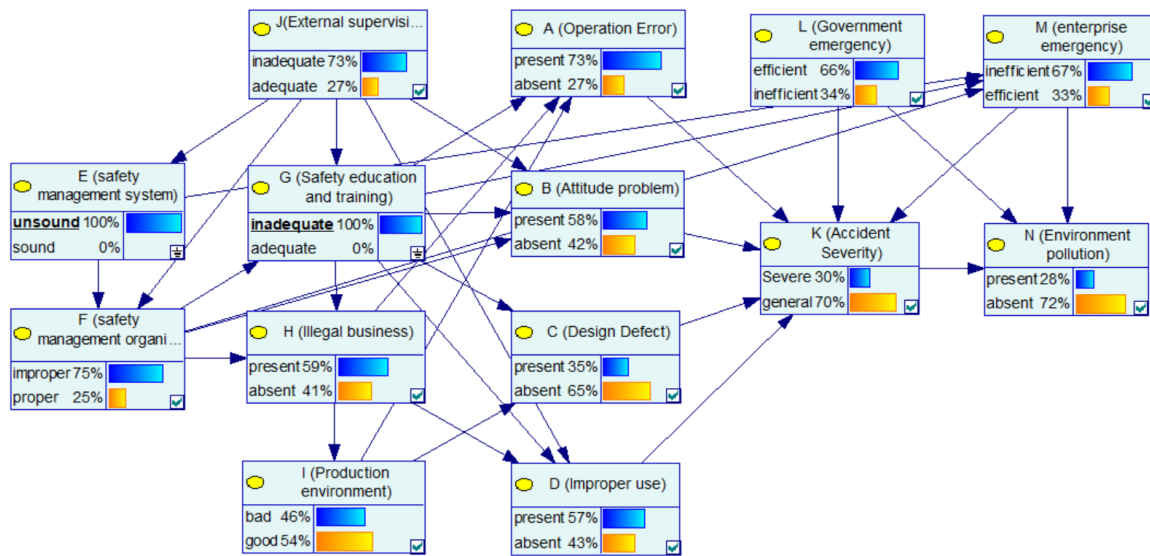 J(External supervisi...
inadequate 73%
adequate 27%
A (Operation Error)
present 73%
absent 27%
L (Government
emergency)
efficient 66%
inefficient 34%
M (enterprise
emergency)
inefficient 67%
efficient 33%
E (safety
management system)
unsound 100%
sound 0%
G (Safety education
and training)
inadequate 100%
adequate 0%
B (Attitude problem)
present 58%
absent 42%
K (Accident
Severity)
Severe 30%
general 70%
N (Environment
pollution)
present 28%
absent 72%
F (safety
management organi...
improper 75%
proper 25%
H (Illegal business)
present 59%
absent 41%
C (Design Defect)
present 35%
absent 65%
I (Production
environment)
bad 46%
good 54%
D (Improper use)
present 57%
absent 43%